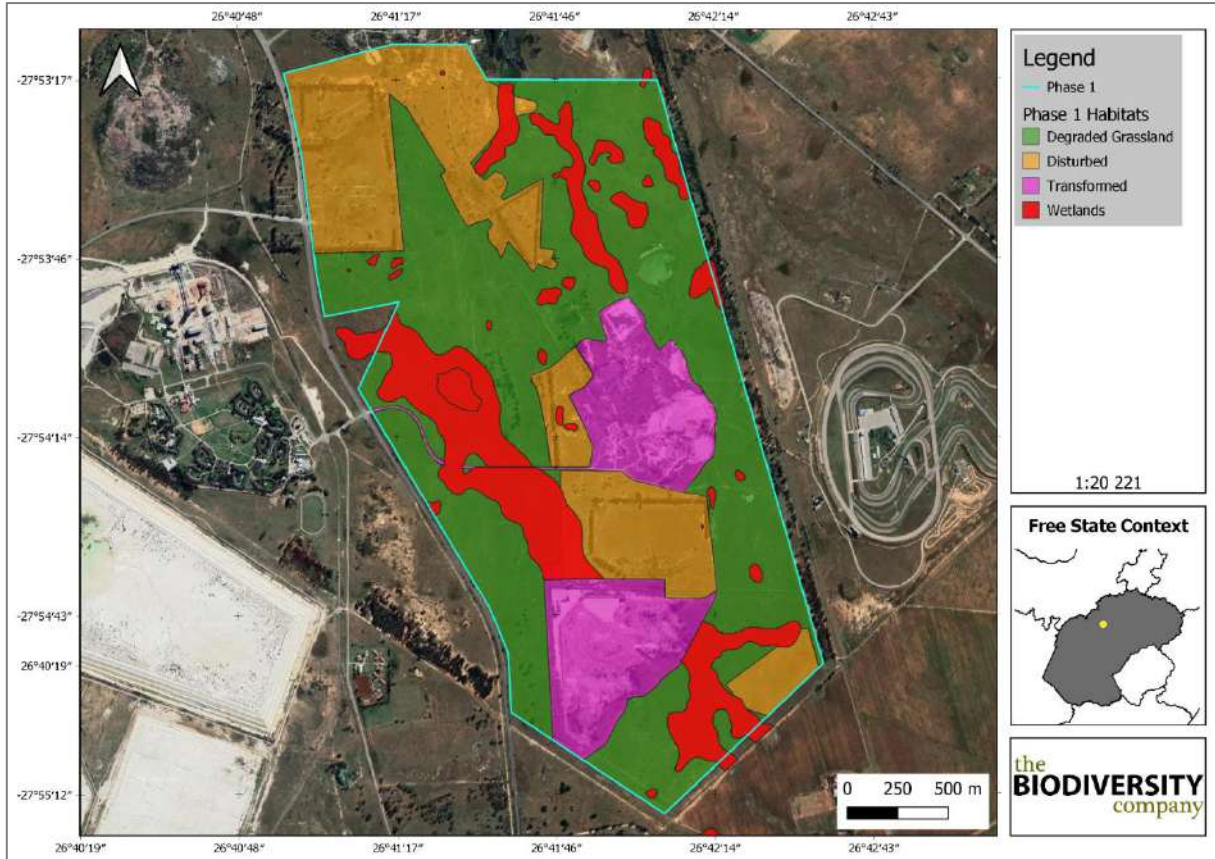 26°40'48" 26°41'17" 26°41'46" 26°42'14" 26°42'43"
-27°53'17"
-27°53'46"
-27°54'14"
-27°54'43"
26°40'19"
-27°55'12"
26°40'19" 26°40'48" 26°41'17" 26°41'46" 26°42'14" 26°42'43"
0 250 500 m
Legend
Phase 1
Phase 1 Habitats
Degraded Grassland
Disturbed
Transformed
Wetlands
1:20 221
Free State Context
the
BIODIVERSITY
company